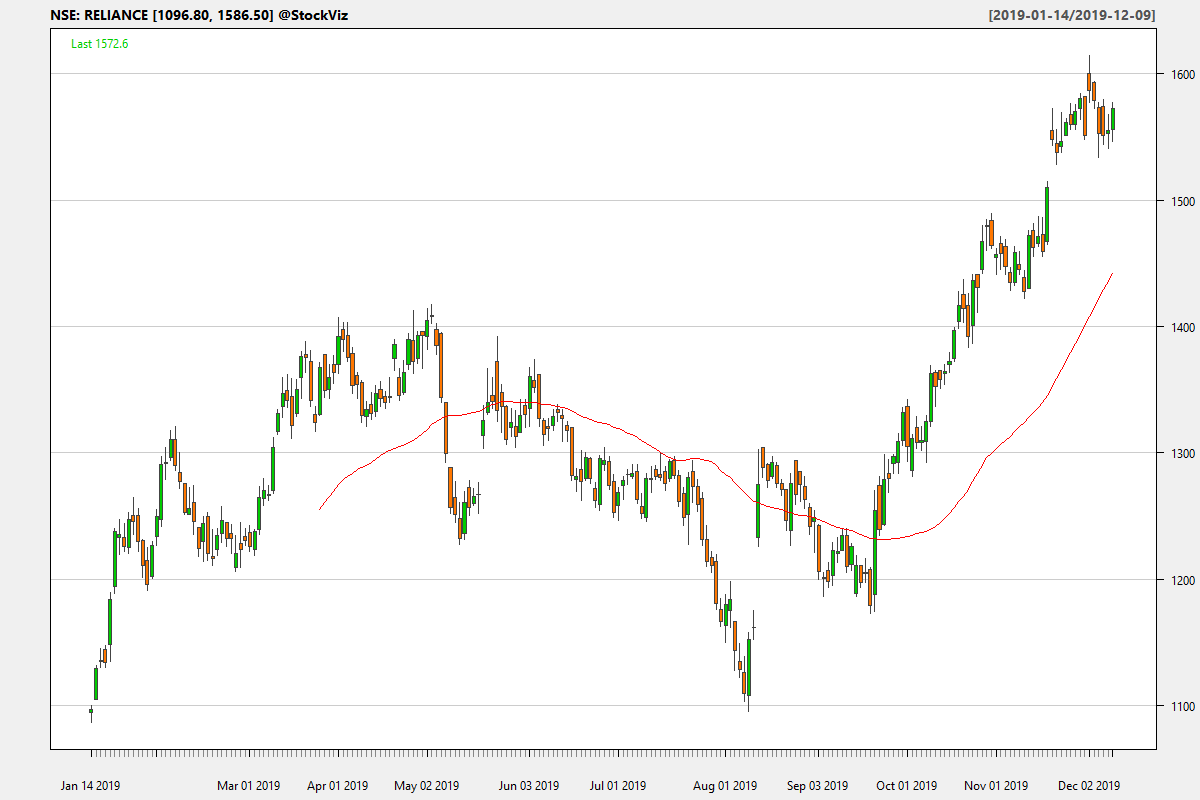 NSE: RELIANCE [1096.80, 1586.50] @StockViz
[2019-01-14/2019-12-09]
Last 1572.6
1600
1500
1400
1300
1200
1100
Jan 14 2019 Mar 01 2019 Apr 01 2019 May 02 2019 Jun 03 2019 Jul 01 2019 Aug 01 2019 Sep 03 2019 Oct 01 2019 Nov 01 2019 Dec 02 2019